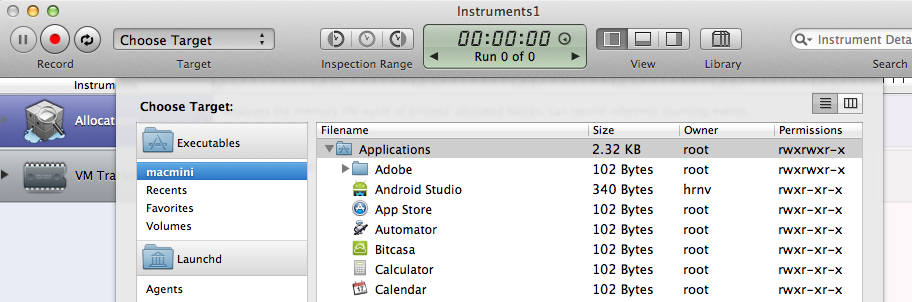 Instruments1
Choose Target
00:00:00
Run 0 of 0
Instrument Deta
Record
Target
Inspection Range
View
Library
Search
Instrum
Allocat
VM Tra
Choose Target:
Executables
macmini
Recents
Favorites
Volumes
Launchd
Agents
Filename Size Owner Permissions
Applications 2.32 KB root rwxrwxr-x
Adobe 102 Bytes root rwxrwxr-x
Android Studio 340 Bytes hrnv rwxr-xr-x
App Store 102 Bytes root rwxr-xr-x
Automator 102 Bytes root rwxr-xr-x
Bitcasa 102 Bytes root rwxr-xr-x
Calculator 102 Bytes root rwxr-xr-x
Calendar 102 Bytes root rwxr-xr-x